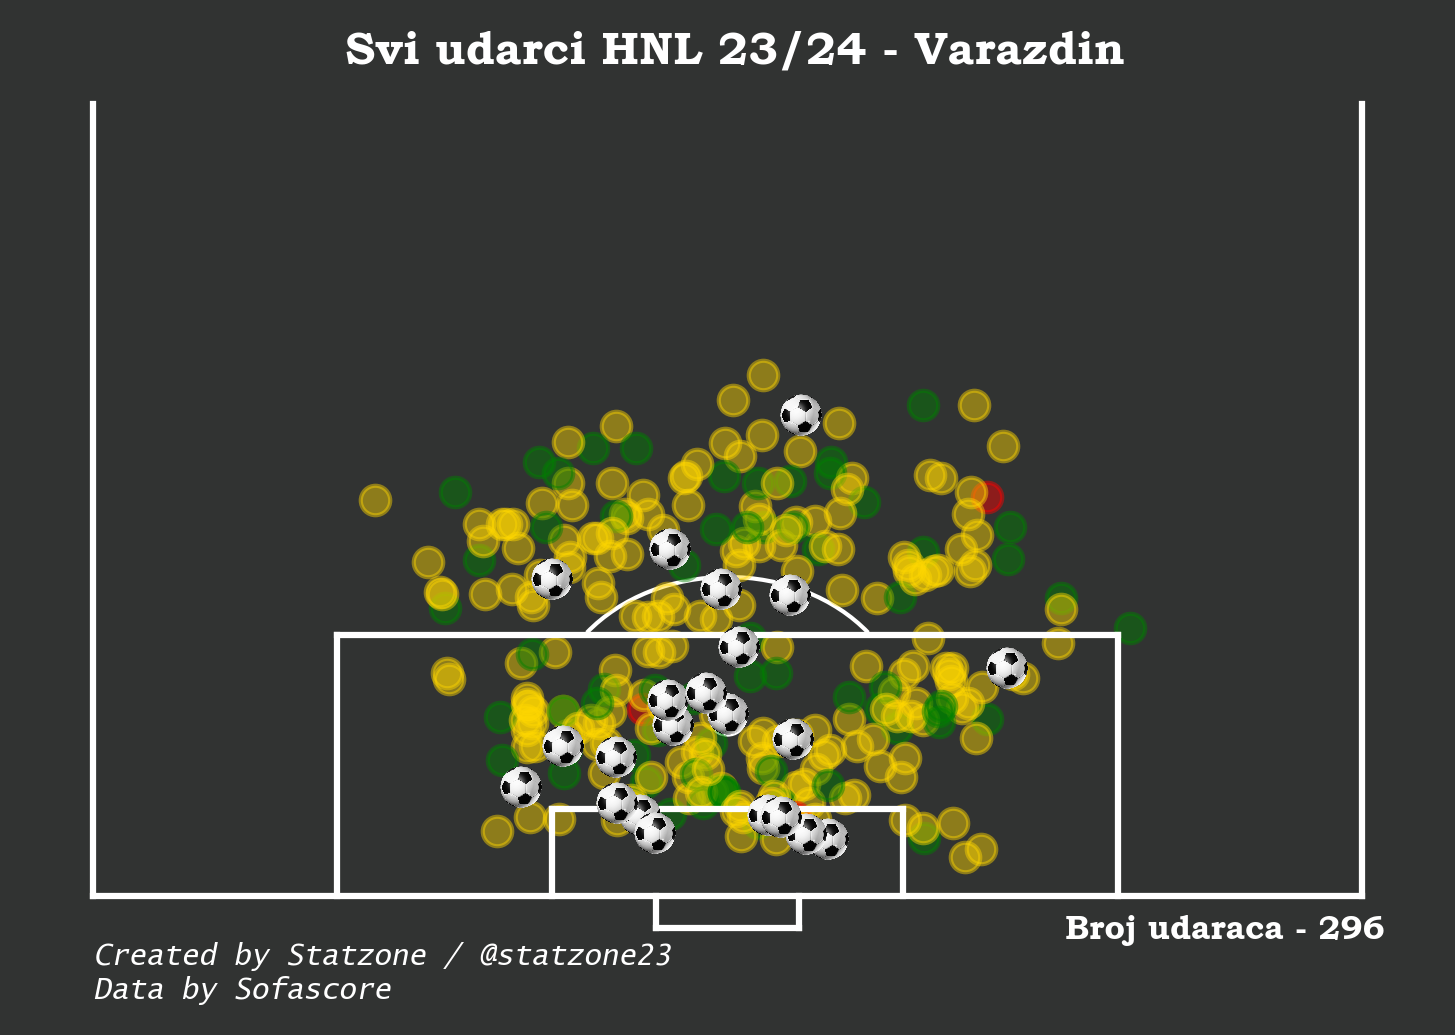 Svi udarci HNL 23/24 - Varazdin
Broj udaraca - 296
Created by Statzone / @statzone23
Data by Sofascore